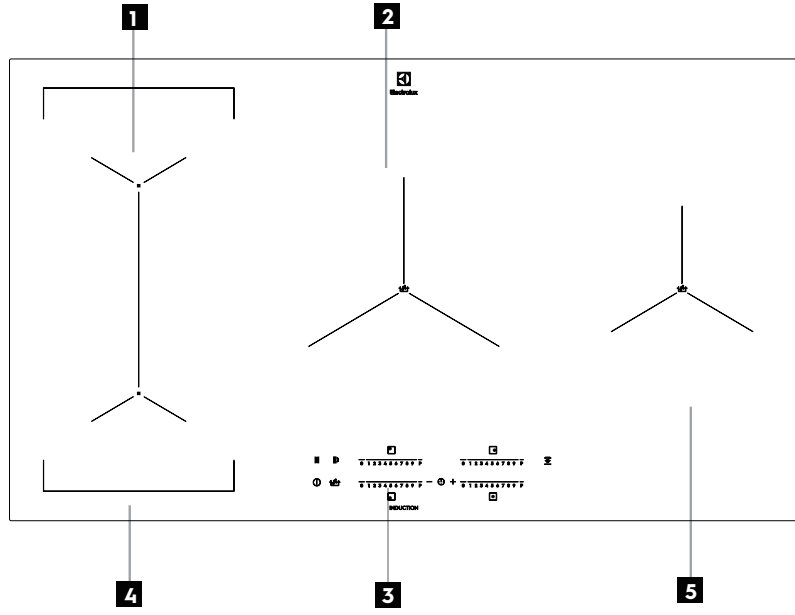 1
2
Electrolux
0 1 2 3 4 5 6 7 8 9 P
0 1 2 3 4 5 6 7 8 9 P
0 1 2 3 4 5 6 7 8 9 P
− +
0 1 2 3 4 5 6 7 8 9 P
INDUCTION
4
3
5